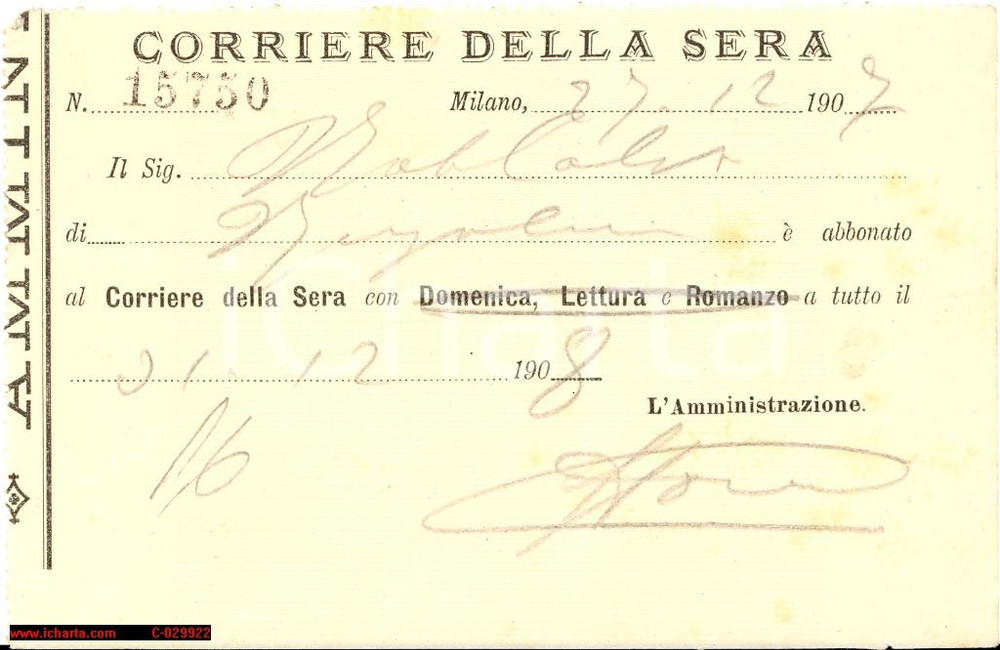 CORRIERE DELLA SERA
N. 15750 Milano, 27. 12 1907
Il Sig.
di è abbonato
al Corriere della Sera con Domenica, Lettura e Romanzo a tutto il
31. 12 1908
L'Amministrazione.
16
iCharta
www.icharta.com C-029922